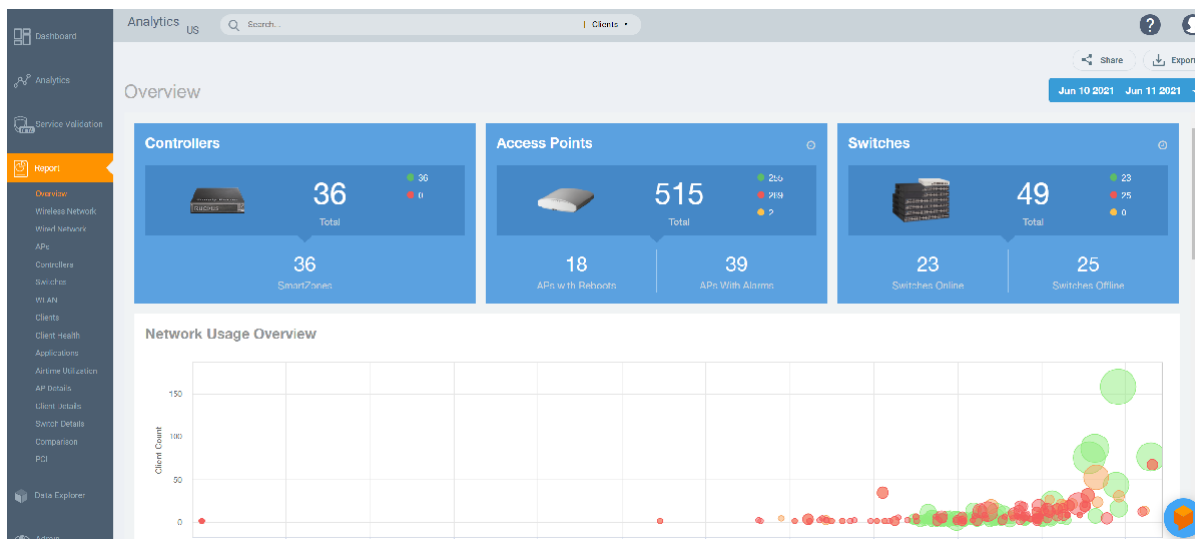 Dashboard
Analytics
Service Validation
Report
Overview
Wireless Network
Wired Network
APs
Controllers
Switches
WLAN
Clients
Client Health
Applications
Airtime Utilization
AP Details
Client Details
Switch Details
Comparison
PCI
Data Explorer
Admin
Analytics US
Search...
Clients
?
Share
Export
Overview
Jun 10 2021 Jun 11 2021
Controllers
36
Total
36
0
36
SmartZones
Access Points
515
Total
255
269
2
18
APs with Reboots
39
APs With Alarms
Switches
49
Total
23
25
0
23
Switches Online
25
Switches Offline
Network Usage Overview
Client Count
150
100
50
0